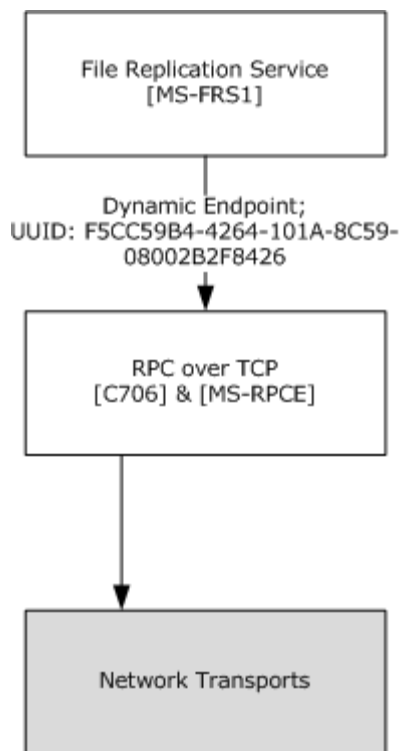 File Replication Service
[MS-FRS1]
Dynamic Endpoint;
UUID: F5CC59B4-4264-101A-8C59-
08002B2F8426
RPC over TCP
[C706] & [MS-RPCE]
Network Transports